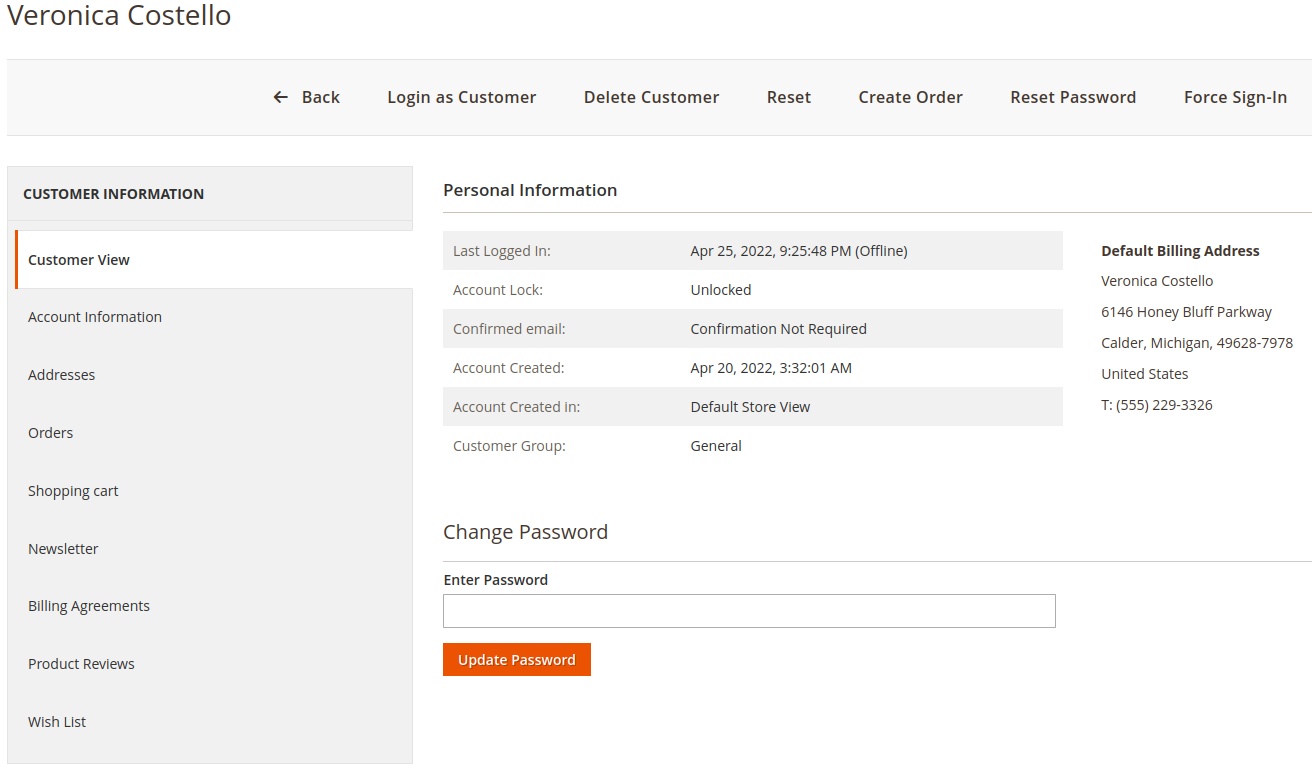 Veronica Costello
← Back Login as Customer Delete Customer Reset Create Order Reset Password Force Sign-In
CUSTOMER INFORMATION
Customer View
Account Information
Addresses
Orders
Shopping cart
Newsletter
Billing Agreements
Product Reviews
Wish List
Personal Information
Last Logged In: Apr 25, 2022, 9:25:48 PM (Offline)
Account Lock: Unlocked
Confirmed email: Confirmation Not Required
Account Created: Apr 20, 2022, 3:32:01 AM
Account Created in: Default Store View
Customer Group: General
Default Billing Address
Veronica Costello
6146 Honey Bluff Parkway
Calder, Michigan, 49628-7978
United States
T: (555) 229-3326
Change Password
Enter Password
Update Password